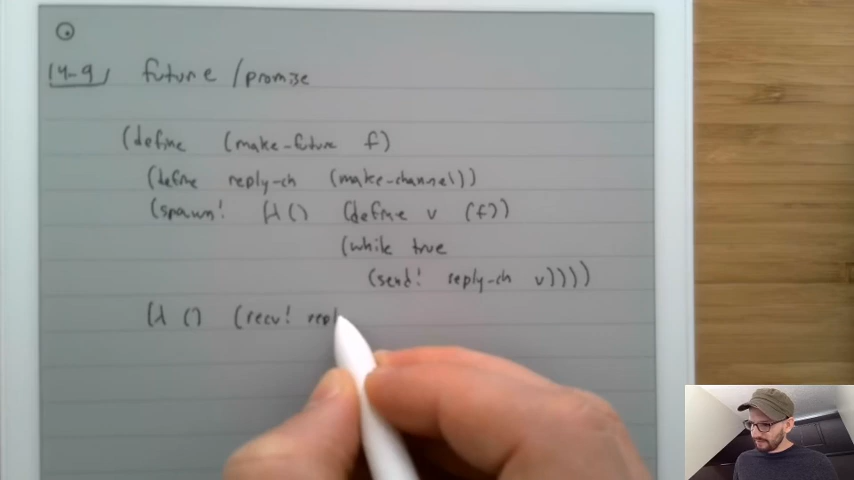 14-9/ future/promise
(define (make-future f)
(define reply-ch (make-channel))
(spawn! (λ () (define v (f))
(while true
(send! reply-ch v))))
(λ () (recv! repl